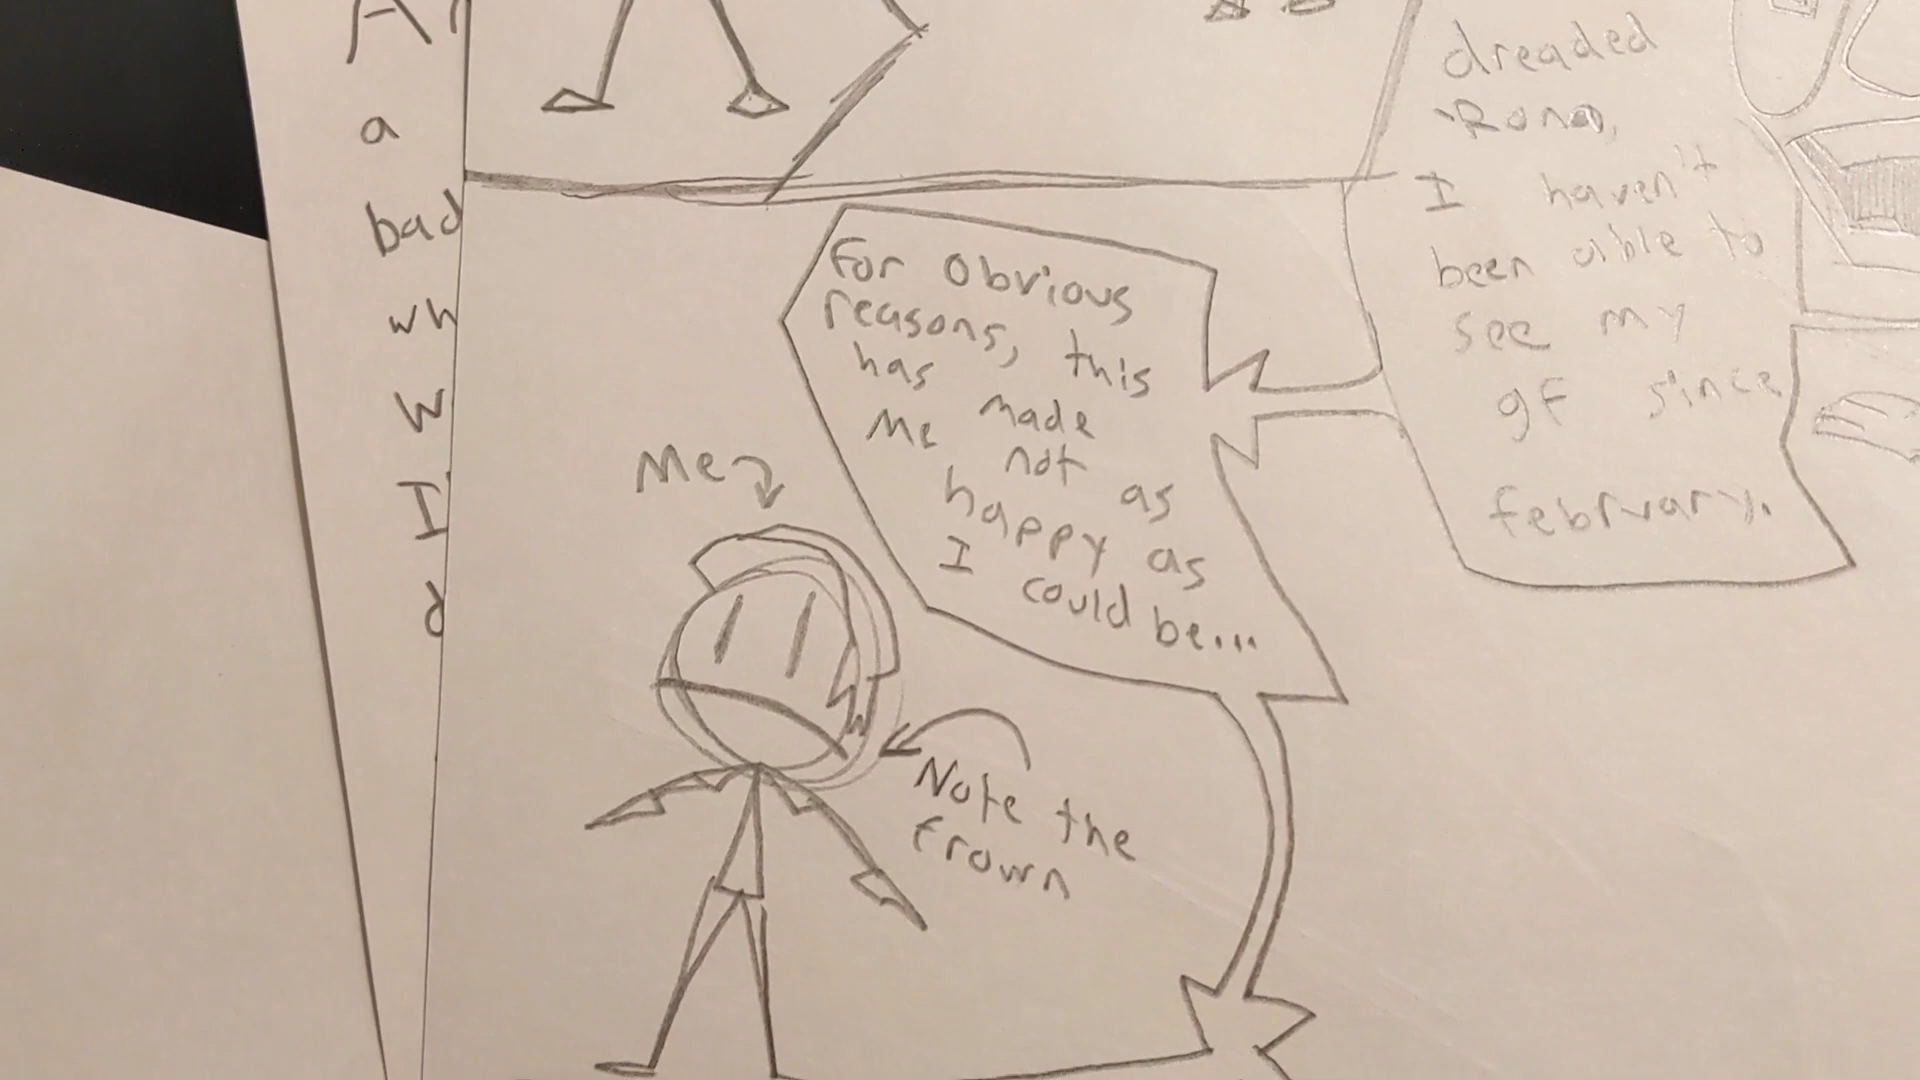 a
bad
wh
W
I'
d
dreaded
'Rona,
I haven't
been able to
see my
gf since
february.
For obvious
reasons, this
has made
me not as
happy as
I could be...
Me
Note the
frown